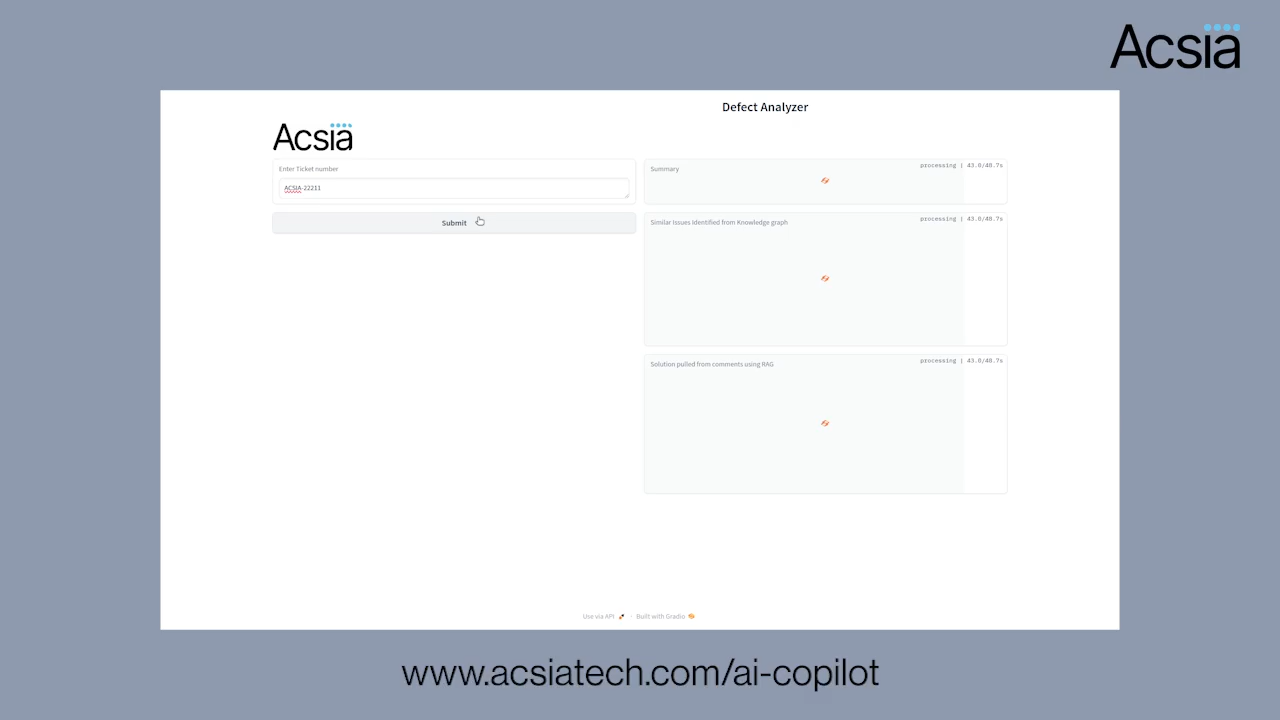 Acsia
Defect Analyzer
Acsia
Enter Ticket number
ACSIA-22211
Submit
Summary
processing | 43.0/48.7s
Similar Issues Identified from Knowledge graph
processing | 43.0/48.7s
Solution pulled from comments using RAG
processing | 43.0/48.7s
Use via API · Built with Gradio
www.acsiatech.com/ai-copilot